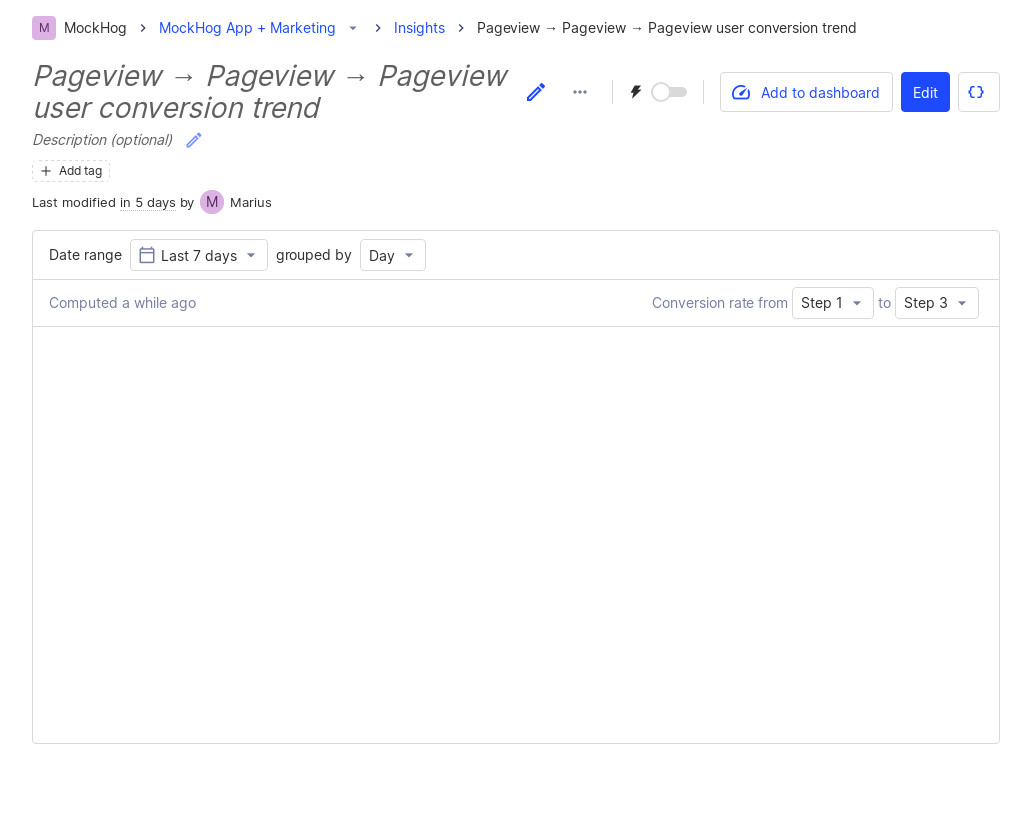 M MockHog > MockHog App + Marketing > Insights > Pageview → Pageview → Pageview user conversion trend
Pageview → Pageview → Pageview
user conversion trend
Add to dashboard
Edit
Description (optional)
+ Add tag
Last modified in 5 days by M Marius
Date range Last 7 days grouped by Day
Computed a while ago
Conversion rate from Step 1 to Step 3